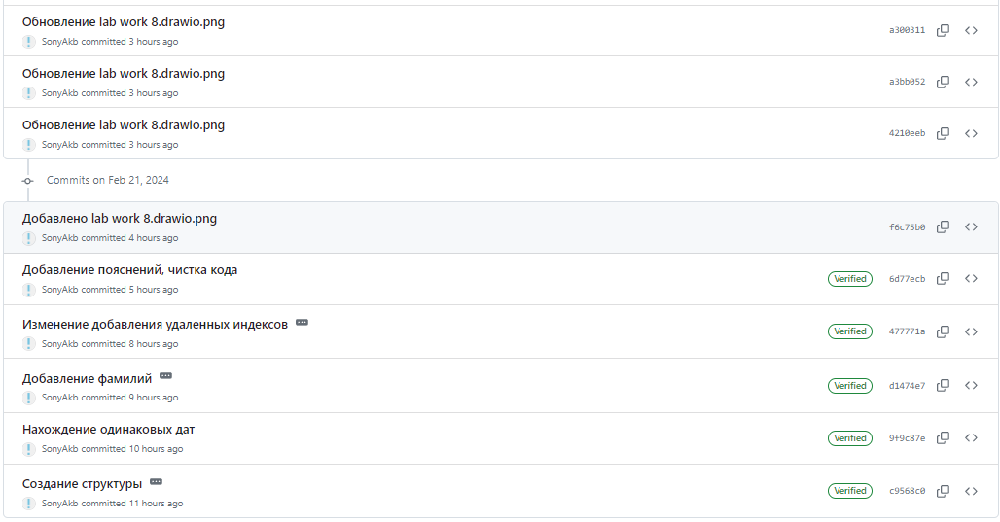 Обновление lab work 8.drawio.png
a300311
SonyAkb committed 3 hours ago
Обновление lab work 8.drawio.png
a3bb052
SonyAkb committed 3 hours ago
Обновление lab work 8.drawio.png
4210eeb
SonyAkb committed 3 hours ago
Commits on Feb 21, 2024
Добавлено lab work 8.drawio.png
f6c75b0
SonyAkb committed 4 hours ago
Добавление пояснений, чистка кода
Verified 6d77ecb
SonyAkb committed 5 hours ago
Изменение добавления удаленных индексов
Verified 477771a
SonyAkb committed 8 hours ago
Добавление фамилий
Verified d1474e7
SonyAkb committed 9 hours ago
Нахождение одинаковых дат
Verified 9f9c87e
SonyAkb committed 10 hours ago
Создание структуры
Verified c9568c0
SonyAkb committed 11 hours ago